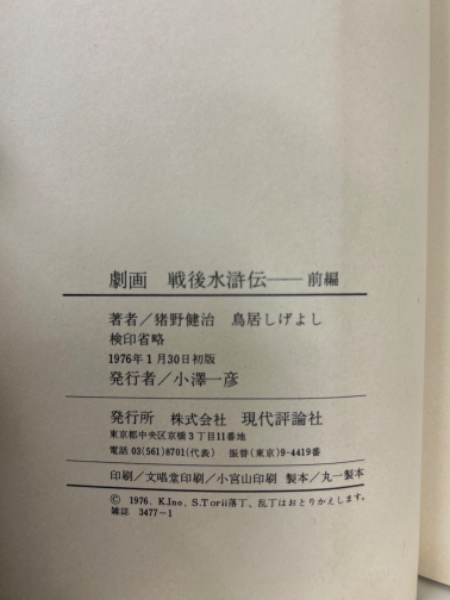 劇画 戦後水滸伝——前編
著者/猪野健治 鳥居しげよし
検印省略
1976年1月30日初版
発行者/小澤一彦
発行所 株式会社 現代評論社
東京都中央区京橋3丁目11番地
電話 03(561)8701(代表) 振替(東京)9-4419番
印刷/文唱堂印刷/小宮山印刷 製本/丸一製本
© 1976, K.Ino, S.Torii落丁、乱丁はおとりかえします。
雑誌 3477-1